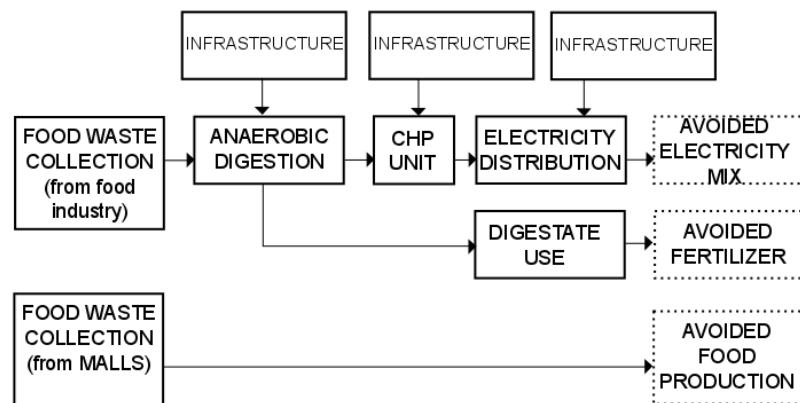 INFRASTRUCTURE
INFRASTRUCTURE
INFRASTRUCTURE
FOOD WASTE
COLLECTION
(from food
industry)
ANAEROBIC
DIGESTION
CHP
UNIT
ELECTRICITY
DISTRIBUTION
AVOIDED
ELECTRICITY
MIX
DIGESTATE
USE
AVOIDED
FERTILIZER
FOOD WASTE
COLLECTION
(from MALLS)
AVOIDED
FOOD
PRODUCTION